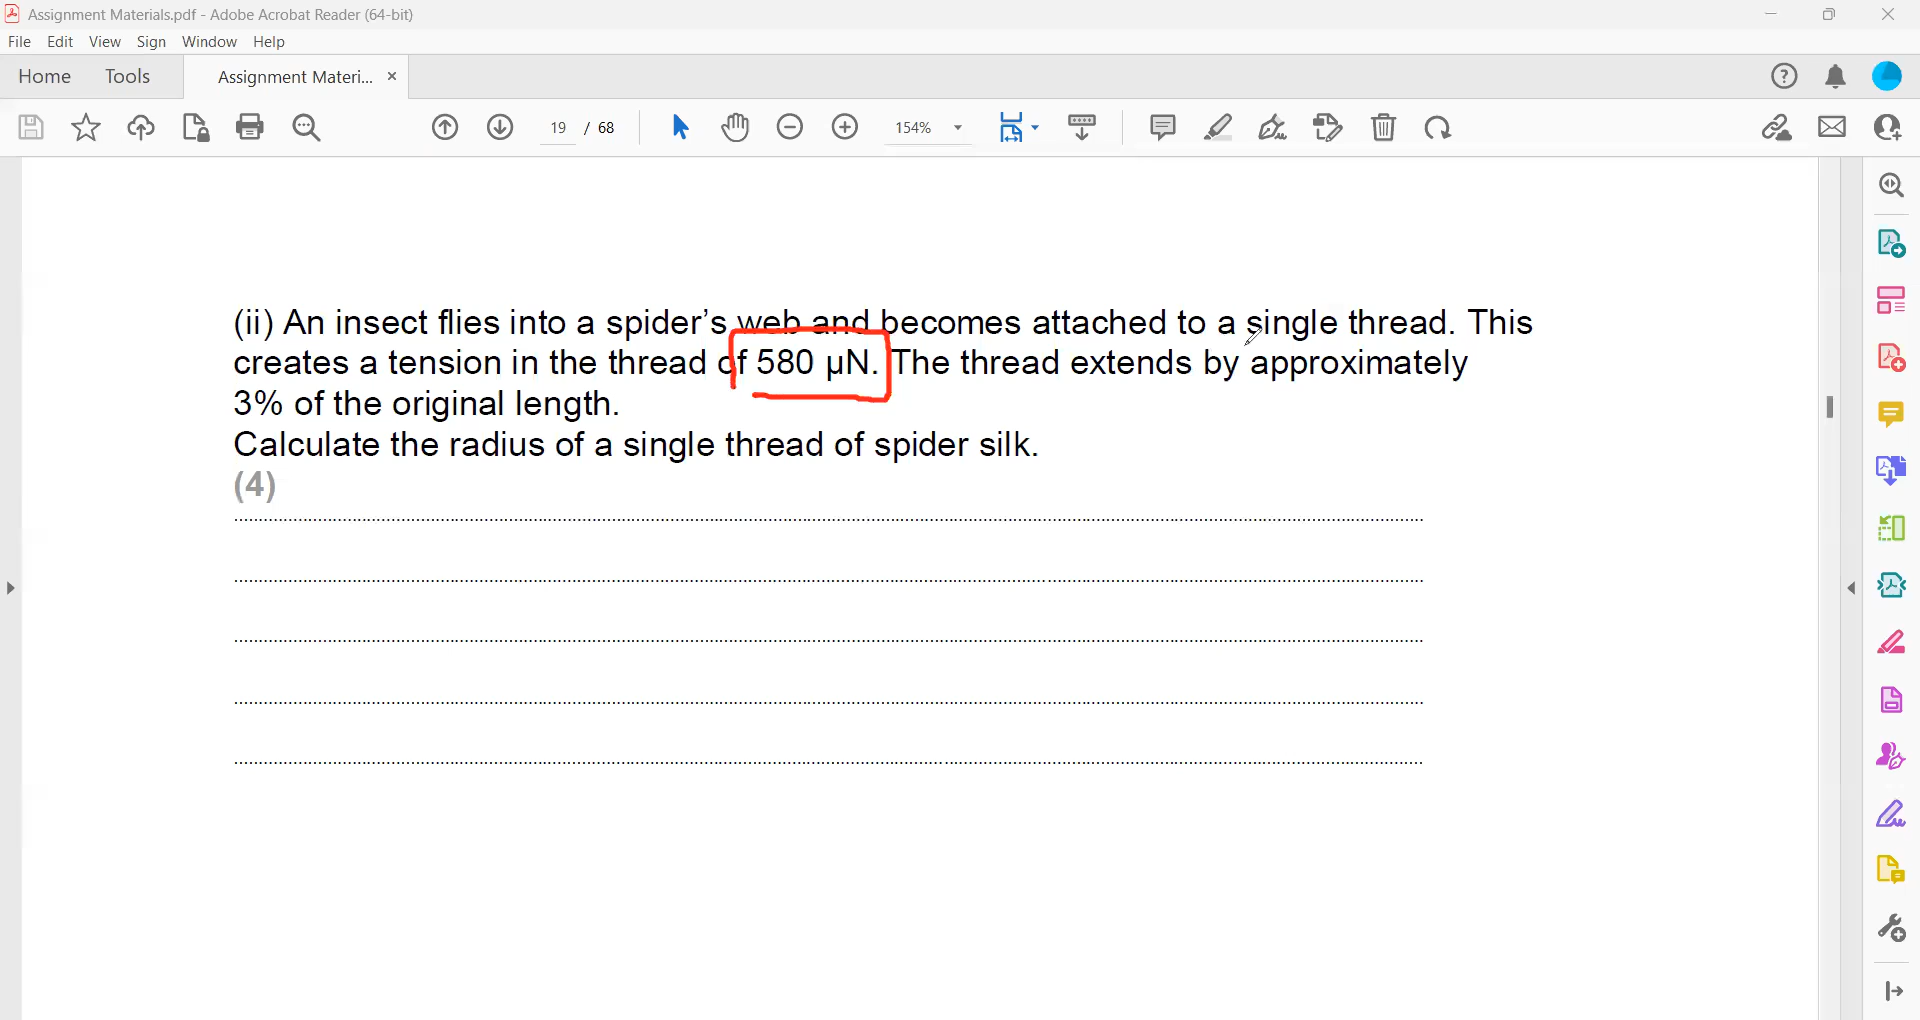 Assignment Materials.pdf - Adobe Acrobat Reader (64-bit)
File Edit View Sign Window Help
Home Tools Assignment Materi... ×
19 / 68 154%
(ii) An insect flies into a spider’s web and becomes attached to a single thread. This
creates a tension in the thread of 580 μN. The thread extends by approximately
3% of the original length.
Calculate the radius of a single thread of spider silk.
(4)